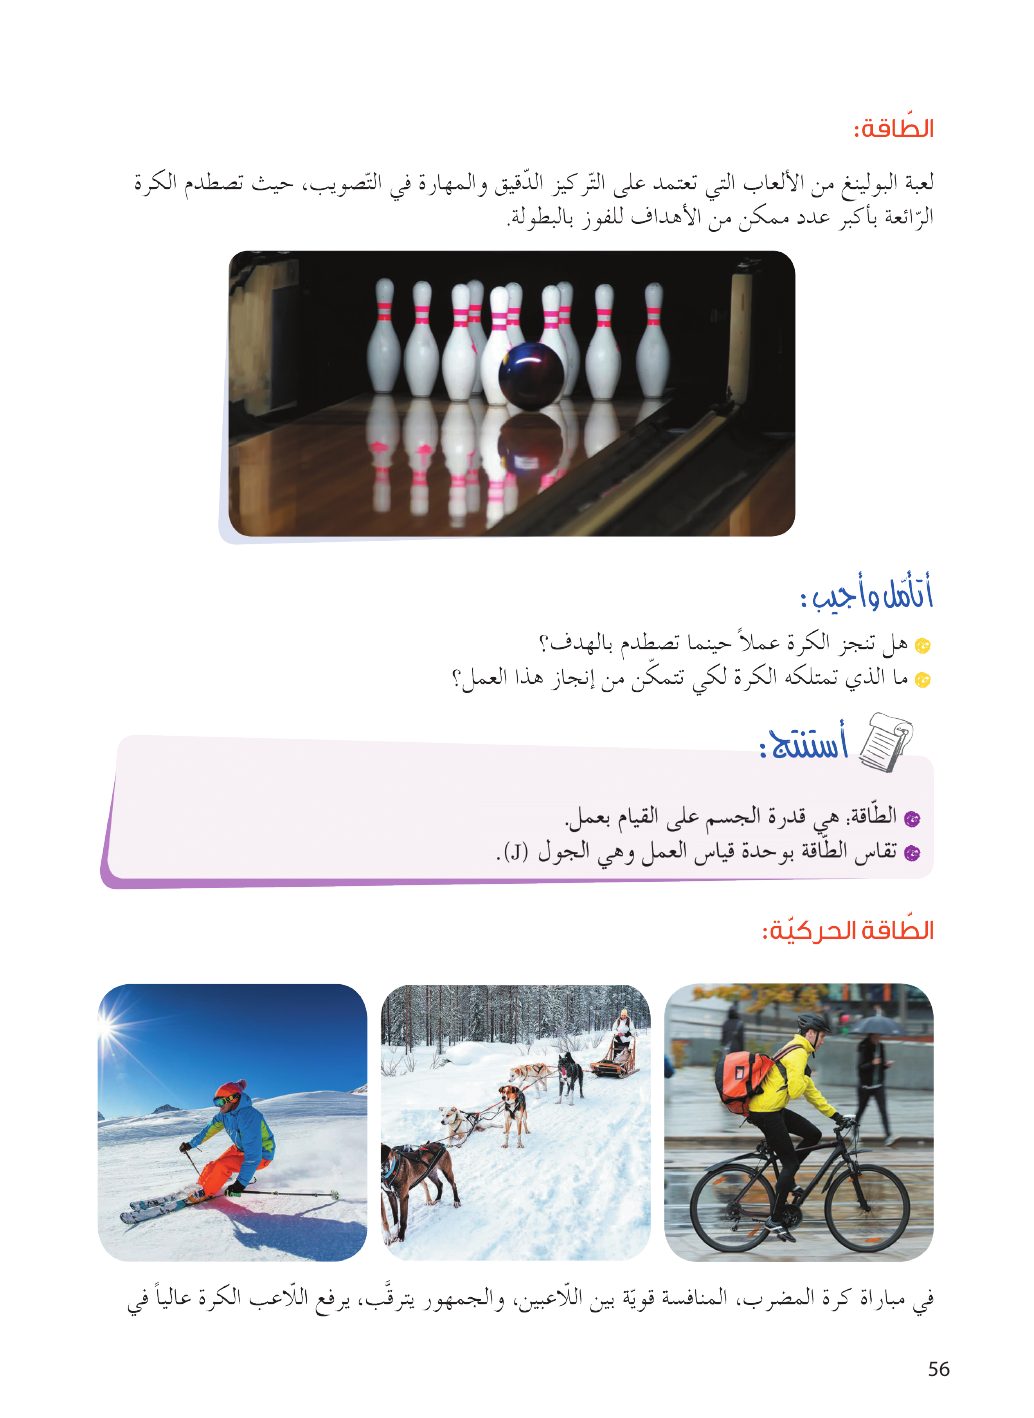 الطّاقة:
لعبة البولينغ من الألعاب التي تعتمد على التّركيز الدّقيق والمهارة في التّصويب، حيث تصطدم الكرة
الرّائعة بأكبر عدد ممكن من الأهداف للفوز بالبطولة.
أتأمّل وأجيب:
هل تنجز الكرة عملاً حينما تصطدم بالهدف؟
ما الذي تمتلكه الكرة لكي تتمكّن من إنجاز هذا العمل؟
أستنتج:
الطّاقة: هي قدرة الجسم على القيام بعمل.
تقاس الطّاقة بوحدة قياس العمل وهي الجول (J).
الطّاقة الحركيّة:
في مباراة كرة المضرب، المنافسة قويّة بين اللّاعبين، والجمهور يترقَّب، يرفع اللّاعب الكرة عالياً في
56